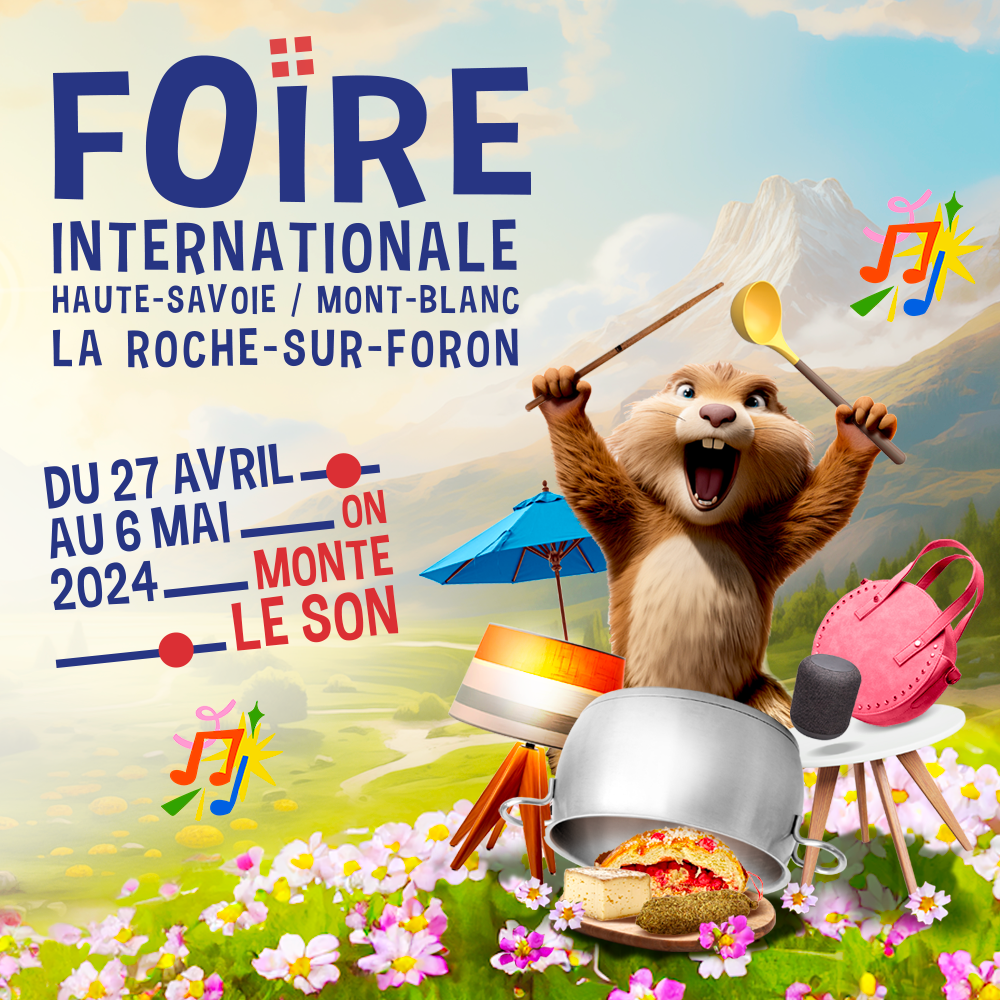 FOÏRE
INTERNATIONALE
HAUTE-SAVOIE / MONT-BLANC
LA ROCHE-SUR-FORON
DU 27 AVRIL
AU 6 MAI
2024
ON
MONTE
LE SON